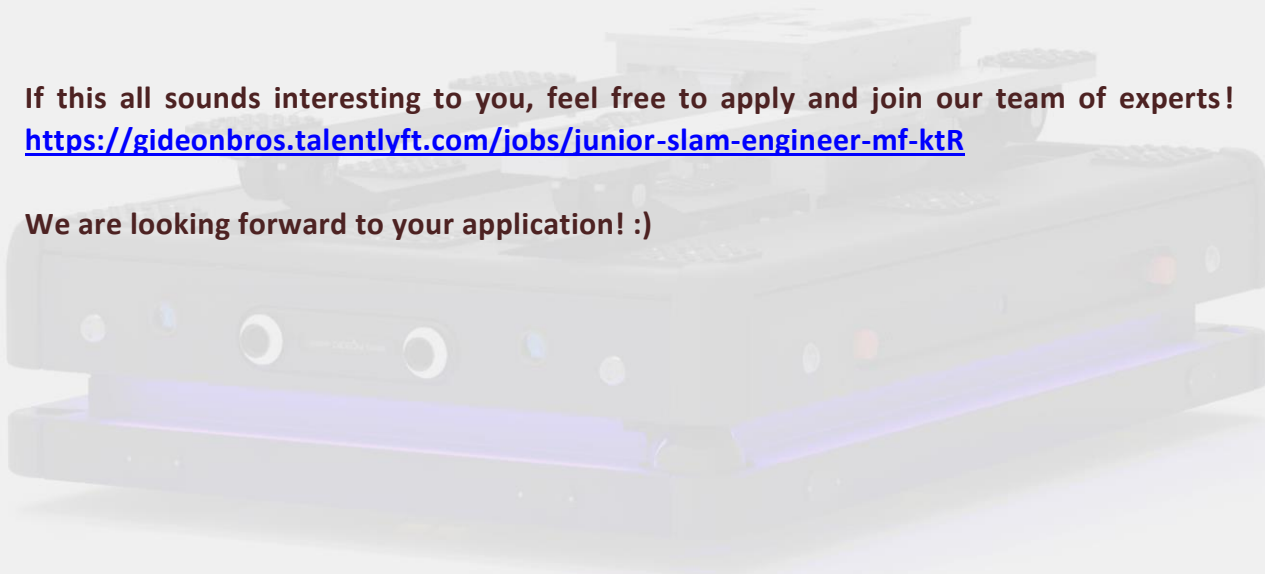 If this all sounds interesting to you, feel free to apply and join our team of experts!
https://gideonbros.talentlyft.com/jobs/junior-slam-engineer-mf-ktR
We are looking forward to your application! :)